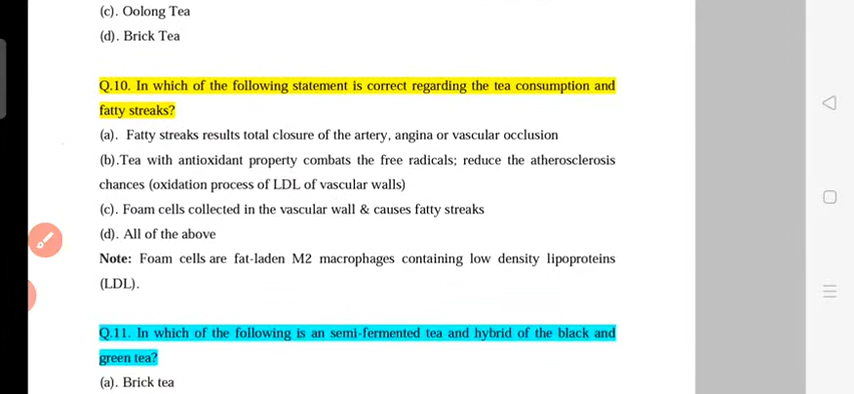 (c). Oolong Tea
(d). Brick Tea
Q.10. In which of the following statement is correct regarding the tea consumption and
fatty streaks?
(a).  Fatty streaks results total closure of the artery, angina or vascular occlusion
(b).Tea with antioxidant property combats the free radicals; reduce the atherosclerosis
chances (oxidation process of LDL of vascular walls)
(c). Foam cells collected in the vascular wall & causes fatty streaks
(d). All of the above
Note: Foam cells are fat-laden M2 macrophages containing low density lipoproteins
(LDL).
Q.11. In which of the following is an semi-fermented tea and hybrid of the black and
green tea?
(a). Brick tea